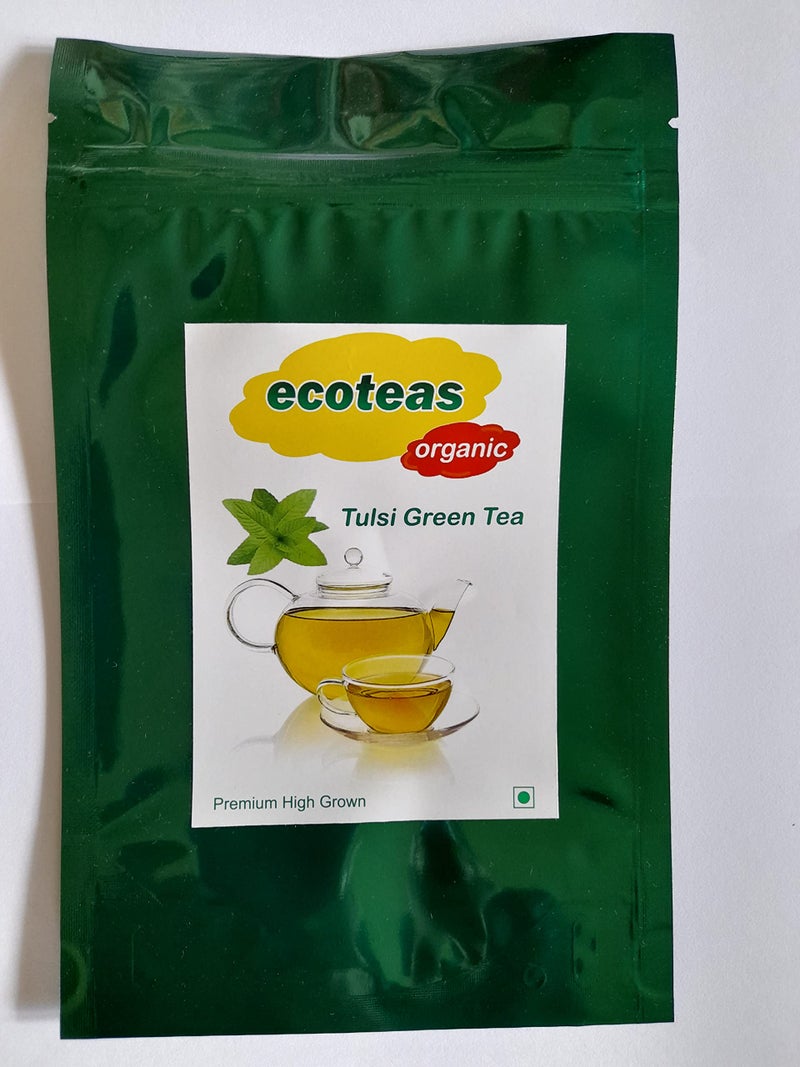 ecoteas
organic
Tulsi Green Tea
Premium High Grown